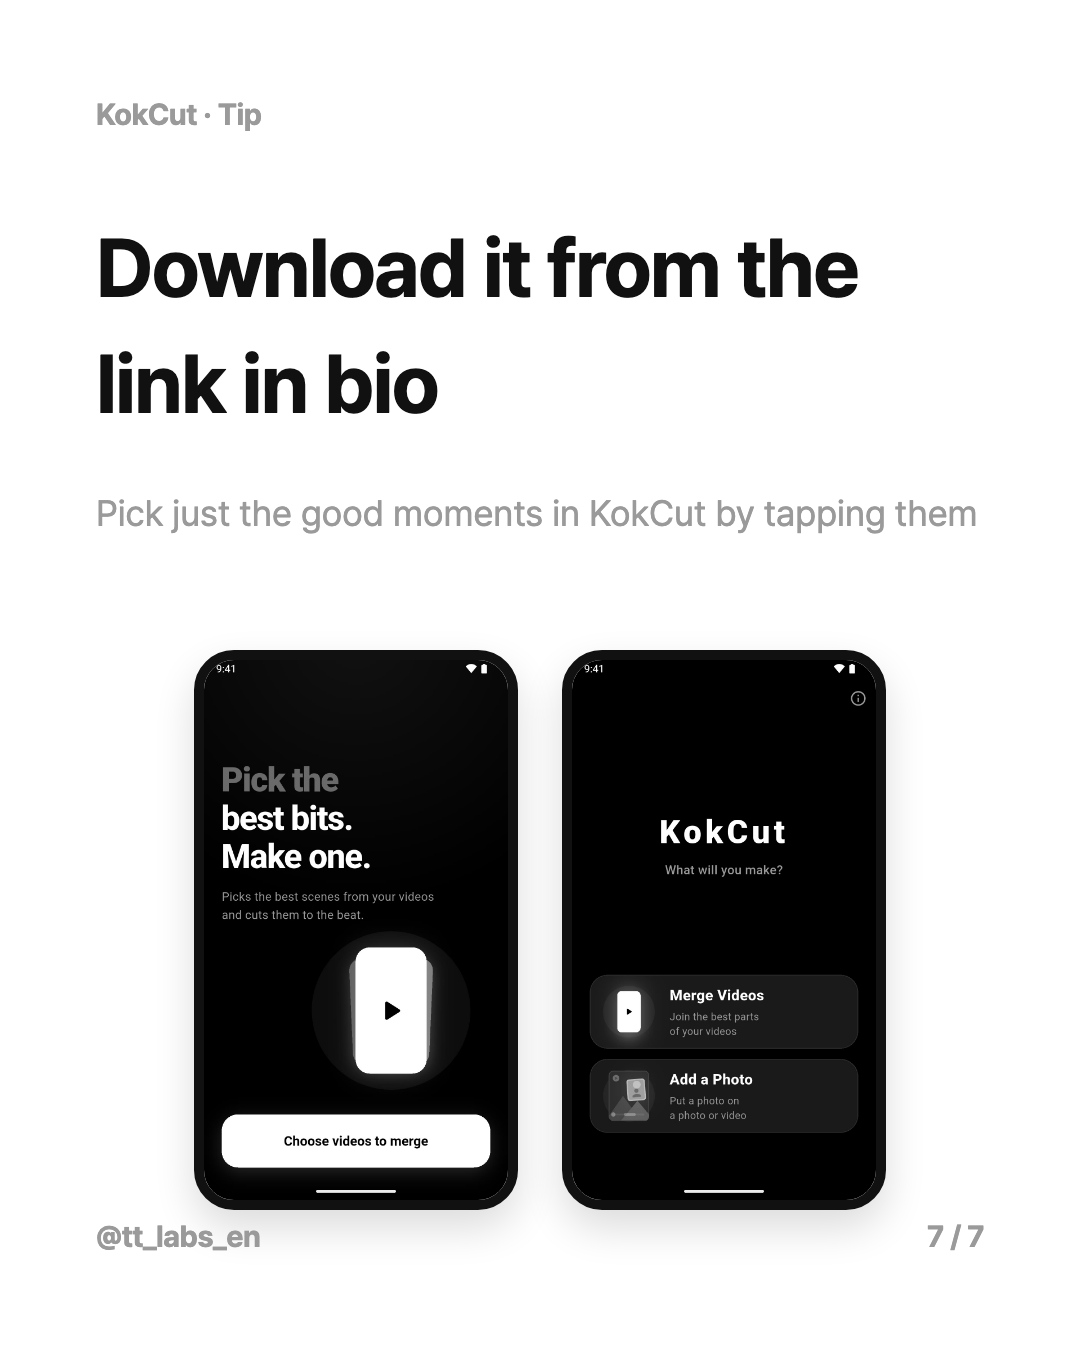 KokCut · Tip
Download it from the
link in bio
Pick just the good moments in KokCut by tapping them
9:41
Pick the
best bits.
Make one.
Picks the best scenes from your videos
and cuts them to the beat.
Choose videos to merge
9:41
KokCut
What will you make?
Merge Videos
Join the best parts
of your videos
Add a Photo
Put a photo on
a photo or video
@tt_labs_en
7 / 7